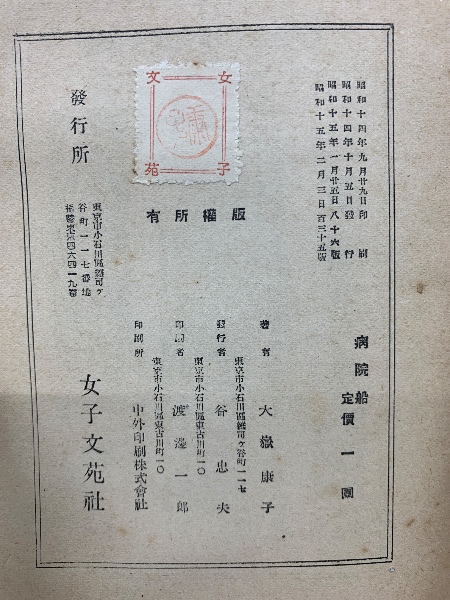 昭和十四年九月廿九日印刷
昭和十四年十月五日發行
昭和十五年一月廿五日八十六版
昭和十五年二月三日百三十五版
病院船
定價一圓
女子文苑
版權所有
著者 大嶽康子
東京市小石川區雜司ケ谷町一一七
發行者 谷忠夫
東京市小石川區東古川町一〇
印刷者 渡邊一郎
東京市小石川區東古川町一〇
印刷所 中外印刷株式會社
發行所
東京市小石川區雜司ケ
谷町一一七番地
振替東京四六四一九番
女子文苑社